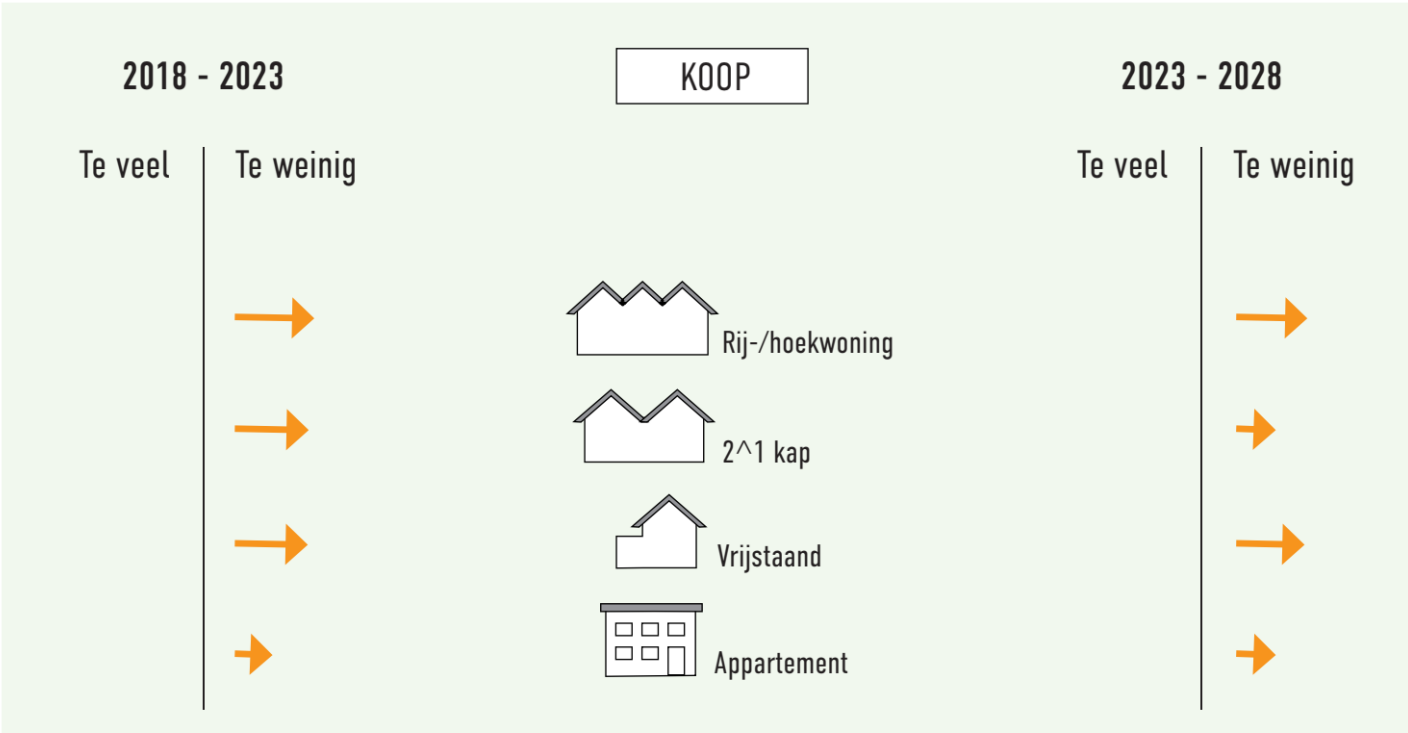 2018 - 2023
KOOP
2023 - 2028
Te veel
Te weinig
Te veel
Te weinig
Rij-/hoekwoning
2^1 kap
Vrijstaand
Appartement